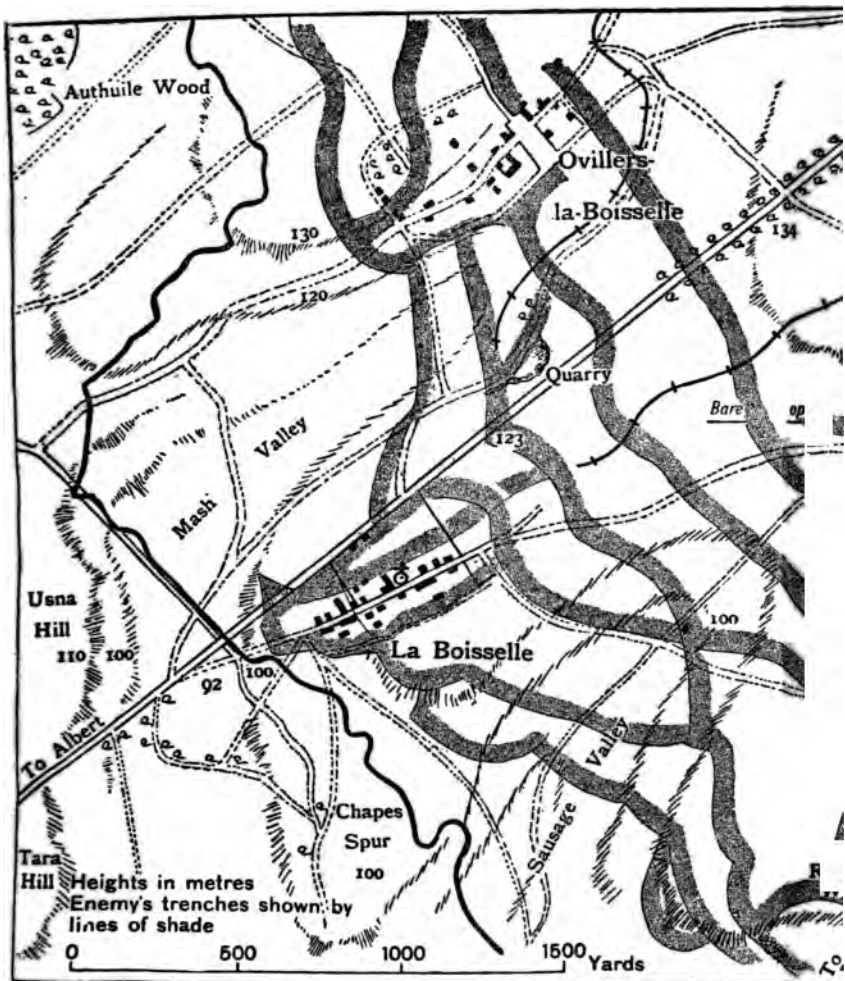 Authuile Wood
Ovillers-
la-Boisselle
130
134
120
Quarry
Bare op
Valley
123
Mash
Usna
Hill
110
100
100
La Boisselle
92
100
To Albert
Valley
Chapes
Spur
100
Sausage
Tara
Hill
Heights in metres
Enemy's trenches shown by
lines of shade
R
0 500 1000 1500 Yards
To